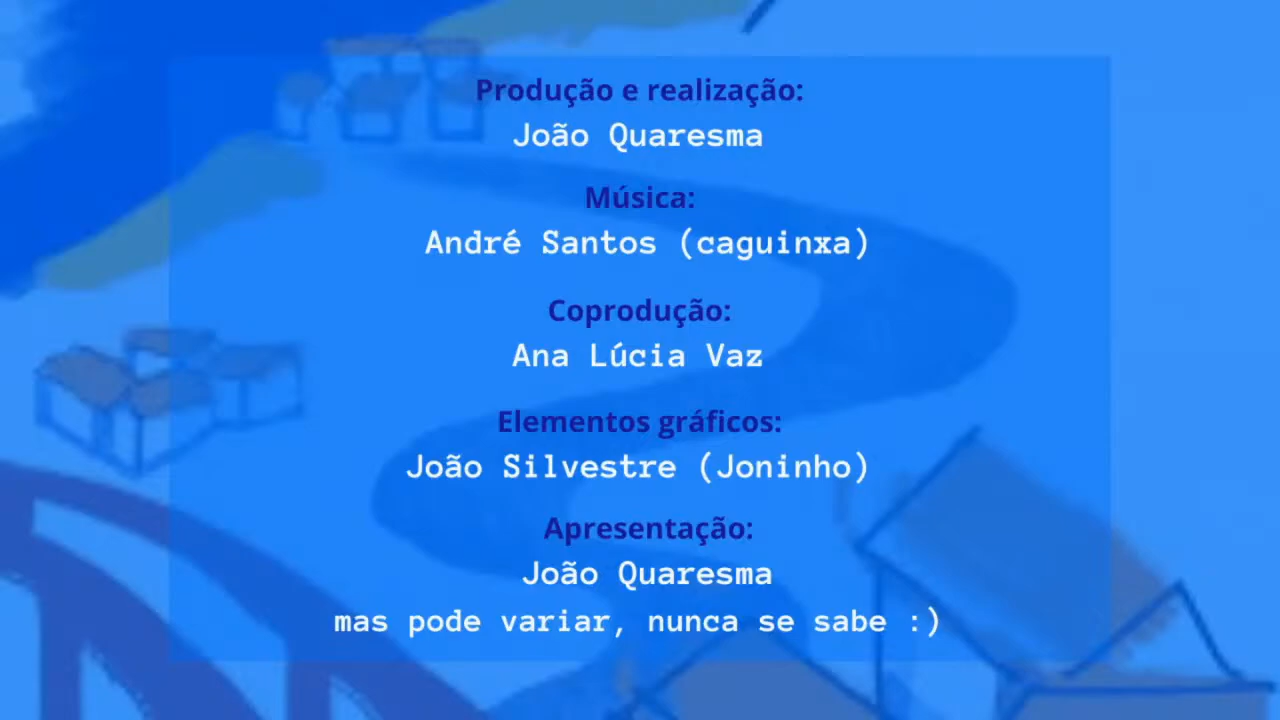 Produção e realização:
João Quaresma
Música:
André Santos (caguinxa)
Coprodução:
Ana Lúcia Vaz
Elementos gráficos:
João Silvestre (Joninho)
Apresentação:
João Quaresma
mas pode variar, nunca se sabe :)